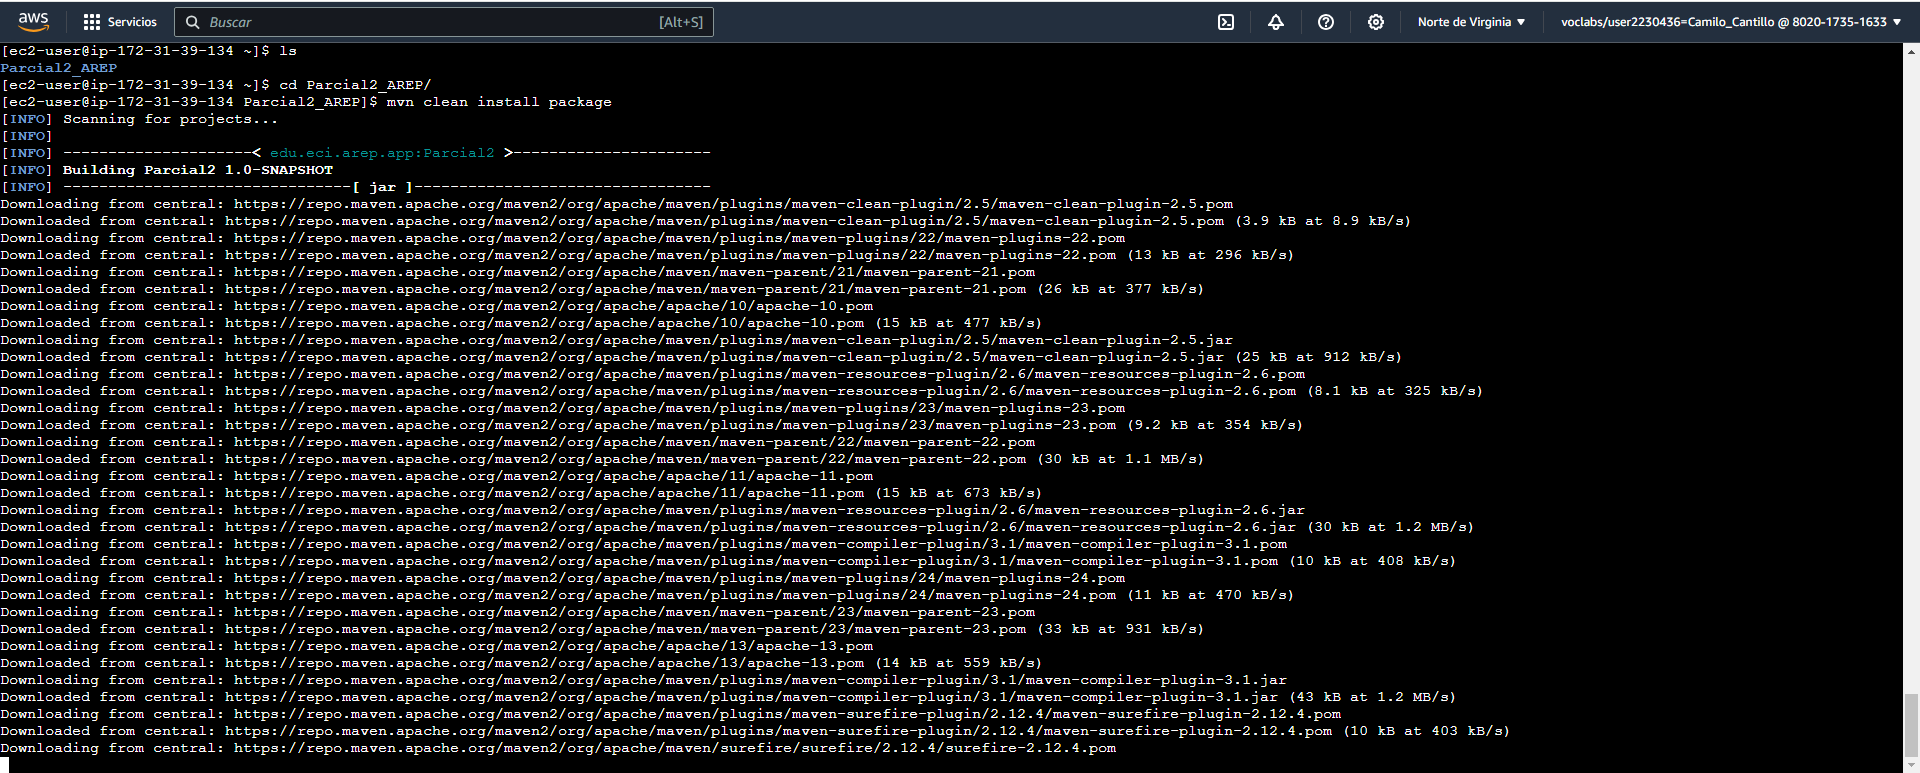 aws Servicios Buscar [Alt+S] Norte de Virginia ▼ voclabs/user2230436=Camilo_Cantillo @ 8020-1735-1633 ▼
[ec2-user@ip-172-31-39-134 ~]$ ls
Parcial2_AREP
[ec2-user@ip-172-31-39-134 ~]$ cd Parcial2_AREP/
[ec2-user@ip-172-31-39-134 Parcial2_AREP]$ mvn clean install package
[INFO] Scanning for projects...
[INFO]
[INFO] ---------------------< edu.eci.arep.app:Parcial2 >----------------------
[INFO] Building Parcial2 1.0-SNAPSHOT
[INFO] --------------------------------[ jar ]---------------------------------
Downloading from central: https://repo.maven.apache.org/maven2/org/apache/maven/plugins/maven-clean-plugin/2.5/maven-clean-plugin-2.5.pom
Downloaded from central: https://repo.maven.apache.org/maven2/org/apache/maven/plugins/maven-clean-plugin/2.5/maven-clean-plugin-2.5.pom (3.9 kB at 8.9 kB/s)
Downloading from central: https://repo.maven.apache.org/maven2/org/apache/maven/plugins/maven-plugins/22/maven-plugins-22.pom
Downloaded from central: https://repo.maven.apache.org/maven2/org/apache/maven/plugins/maven-plugins/22/maven-plugins-22.pom (13 kB at 296 kB/s)
Downloading from central: https://repo.maven.apache.org/maven2/org/apache/maven/maven-parent/21/maven-parent-21.pom
Downloaded from central: https://repo.maven.apache.org/maven2/org/apache/maven/maven-parent/21/maven-parent-21.pom (26 kB at 377 kB/s)
Downloading from central: https://repo.maven.apache.org/maven2/org/apache/apache/10/apache-10.pom
Downloaded from central: https://repo.maven.apache.org/maven2/org/apache/apache/10/apache-10.pom (15 kB at 477 kB/s)
Downloading from central: https://repo.maven.apache.org/maven2/org/apache/maven/plugins/maven-clean-plugin/2.5/maven-clean-plugin-2.5.jar
Downloaded from central: https://repo.maven.apache.org/maven2/org/apache/maven/plugins/maven-clean-plugin/2.5/maven-clean-plugin-2.5.jar (25 kB at 912 kB/s)
Downloading from central: https://repo.maven.apache.org/maven2/org/apache/maven/plugins/maven-resources-plugin/2.6/maven-resources-plugin-2.6.pom
Downloaded from central: https://repo.maven.apache.org/maven2/org/apache/maven/plugins/maven-resources-plugin/2.6/maven-resources-plugin-2.6.pom (8.1 kB at 325 kB/s)
Downloading from central: https://repo.maven.apache.org/maven2/org/apache/maven/plugins/maven-plugins/23/maven-plugins-23.pom
Downloaded from central: https://repo.maven.apache.org/maven2/org/apache/maven/plugins/maven-plugins/23/maven-plugins-23.pom (9.2 kB at 354 kB/s)
Downloading from central: https://repo.maven.apache.org/maven2/org/apache/maven/maven-parent/22/maven-parent-22.pom
Downloaded from central: https://repo.maven.apache.org/maven2/org/apache/maven/maven-parent/22/maven-parent-22.pom (30 kB at 1.1 MB/s)
Downloading from central: https://repo.maven.apache.org/maven2/org/apache/apache/11/apache-11.pom
Downloaded from central: https://repo.maven.apache.org/maven2/org/apache/apache/11/apache-11.pom (15 kB at 673 kB/s)
Downloading from central: https://repo.maven.apache.org/maven2/org/apache/maven/plugins/maven-resources-plugin/2.6/maven-resources-plugin-2.6.jar
Downloaded from central: https://repo.maven.apache.org/maven2/org/apache/maven/plugins/maven-resources-plugin/2.6/maven-resources-plugin-2.6.jar (30 kB at 1.2 MB/s)
Downloading from central: https://repo.maven.apache.org/maven2/org/apache/maven/plugins/maven-compiler-plugin/3.1/maven-compiler-plugin-3.1.pom
Downloaded from central: https://repo.maven.apache.org/maven2/org/apache/maven/plugins/maven-compiler-plugin/3.1/maven-compiler-plugin-3.1.pom (10 kB at 408 kB/s)
Downloading from central: https://repo.maven.apache.org/maven2/org/apache/maven/plugins/maven-plugins/24/maven-plugins-24.pom
Downloaded from central: https://repo.maven.apache.org/maven2/org/apache/maven/plugins/maven-plugins/24/maven-plugins-24.pom (11 kB at 470 kB/s)
Downloading from central: https://repo.maven.apache.org/maven2/org/apache/maven/maven-parent/23/maven-parent-23.pom
Downloaded from central: https://repo.maven.apache.org/maven2/org/apache/maven/maven-parent/23/maven-parent-23.pom (33 kB at 931 kB/s)
Downloading from central: https://repo.maven.apache.org/maven2/org/apache/apache/13/apache-13.pom
Downloaded from central: https://repo.maven.apache.org/maven2/org/apache/apache/13/apache-13.pom (14 kB at 559 kB/s)
Downloading from central: https://repo.maven.apache.org/maven2/org/apache/maven/plugins/maven-compiler-plugin/3.1/maven-compiler-plugin-3.1.jar
Downloaded from central: https://repo.maven.apache.org/maven2/org/apache/maven/plugins/maven-compiler-plugin/3.1/maven-compiler-plugin-3.1.jar (43 kB at 1.2 MB/s)
Downloading from central: https://repo.maven.apache.org/maven2/org/apache/maven/plugins/maven-surefire-plugin/2.12.4/maven-surefire-plugin-2.12.4.pom
Downloaded from central: https://repo.maven.apache.org/maven2/org/apache/maven/plugins/maven-surefire-plugin/2.12.4/maven-surefire-plugin-2.12.4.pom (10 kB at 403 kB/s)
Downloading from central: https://repo.maven.apache.org/maven2/org/apache/maven/surefire/surefire/2.12.4/surefire-2.12.4.pom